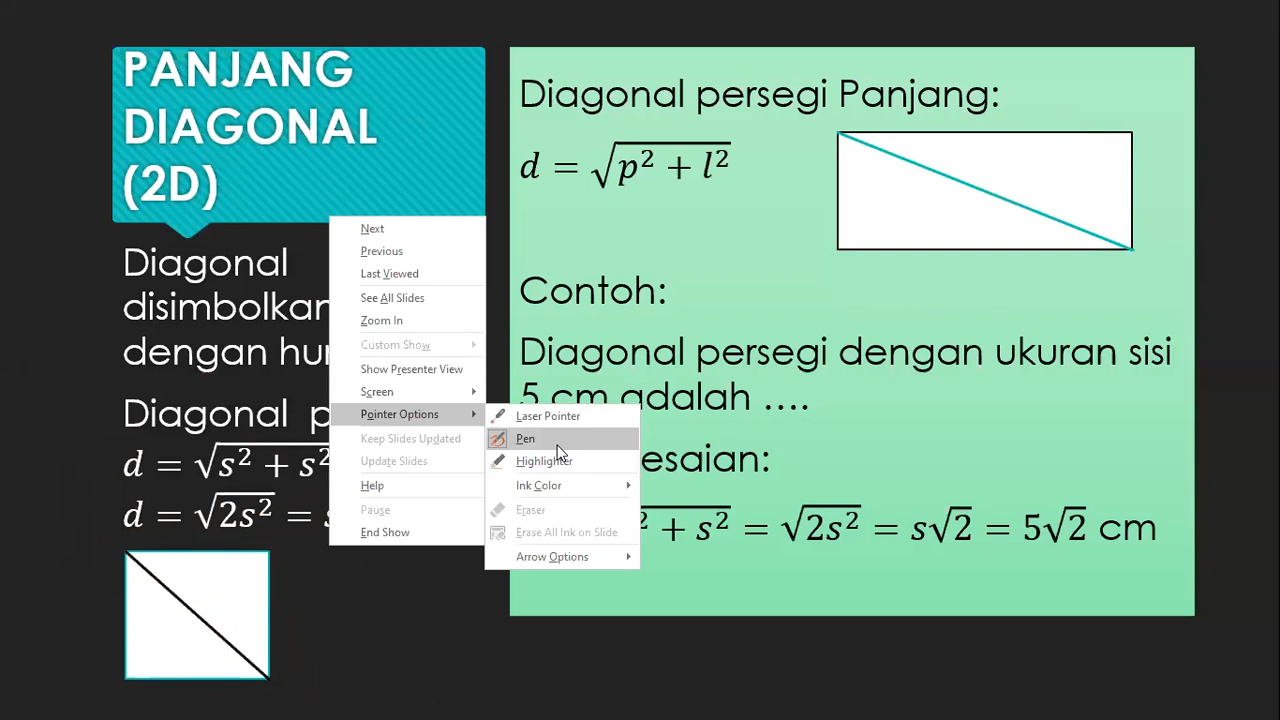 PANJANG
DIAGONAL
(2D)
Diagonal
disimbolkan
dengan
Diagonal
d = √(s² + s²)
d = √(2s²) =
Diagonal persegi Panjang:
d = √(p² + l²)
Contoh:
Diagonal persegi dengan ukuran sisi
5 cm adalah ....
esaian:
² + s² = √(2s²) = s√2 = 5√2 cm
Next
Previous
Last Viewed
See All Slides
Zoom In
Custom Show
Show Presenter View
Screen
Pointer Options
Keep Slides Updated
Update Slides
Help
Pause
End Show
Laser Pointer
Pen
Highlighter
Ink Color
Eraser
Erase All Ink on Slide
Arrow Options